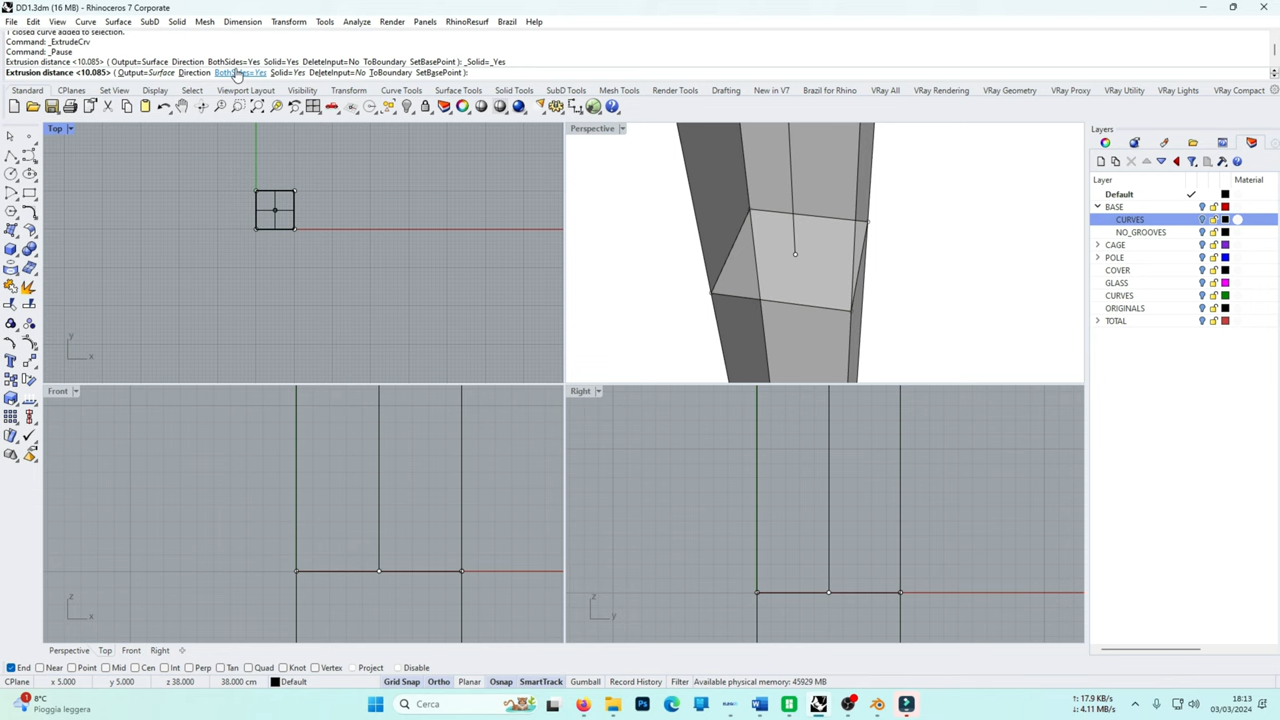 DD1.3dm (16 MB) - Rhinoceros 7 Corporate
File Edit View Curve Surface SubD Solid Mesh Dimension Transform Tools Analyze Render Panels RhinoResurf Brazil Help
1 closed curve added to selection.
Command: _ExtrudeCrv
Command: _Pause
Extrusion distance <10.085> ( Output=Surface Direction BothSides=Yes Solid=Yes DeleteInput=No ToBoundary SetBasePoint ): _Solid=_Yes
Extrusion distance <10.085> ( Output=Surface Direction BothSides=Yes Solid=Yes DeleteInput=No ToBoundary SetBasePoint ):
Standard CPlanes Set View Display Select Viewport Layout Visibility Transform Curve Tools Surface Tools Solid Tools SubD Tools Mesh Tools Render Tools Drafting New in V7 Brazil for Rhino VRay All VRay Rendering VRay Proxy VRay Utility VRay Lights VRay Compact
Top
Perspective
Layers
Layer Material
Default
BASE
CURVES
NO_GROOVES
CAGE
POLE
COVER
GLASS
CURVES
ORIGINALS
TOTAL
y
x
Front
Right
z
x
z
y
Perspective Top Front Right
End Near Point Mid Cen Int Perp Tan Quad Knot Vertex Project Disable
CPlane x 5.000 y 5.000 z 38.000 38.000 cm Default Grid Snap Ortho Planar Osnap SmartTrack Gumball Record History Filter Available physical memory: 45929 MB
1
8°C
Pioggia leggera
Cerca
↑: 17.9 KB/s
↓: 4.11 MB/s
18:13
03/03/2024